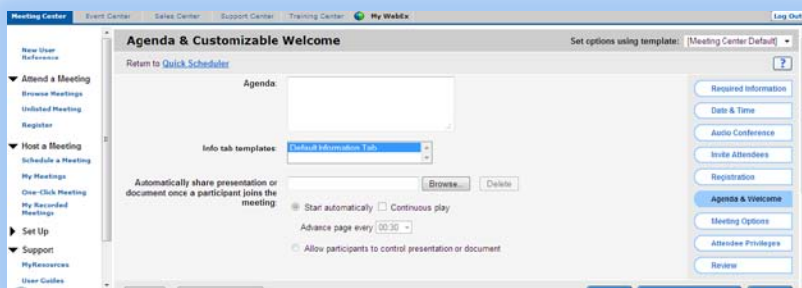 Meeting Center Event Center Sales Center Support Center Training Center My WebEx Log Out
New User
Reference
Attend a Meeting
Browse Meetings
Unlisted Meeting
Register
Host a Meeting
Schedule a Meeting
My Meetings
One-Click Meeting
My Recorded
Meetings
Set Up
Support
MyResources
User Guides
Agenda & Customizable Welcome
Set options using template: [Meeting Center Default]
Return to Quick Scheduler
?
Agenda:
Info tab templates: Default Information Tab
Automatically share presentation or
document once a participant joins the
meeting:
Browse... Delete
Start automatically Continuous play
Advance page every 00:30
Allow participants to control presentation or document
Required Information
Date & Time
Audio Conference
Invite Attendees
Registration
Agenda & Welcome
Meeting Options
Attendee Privileges
Review